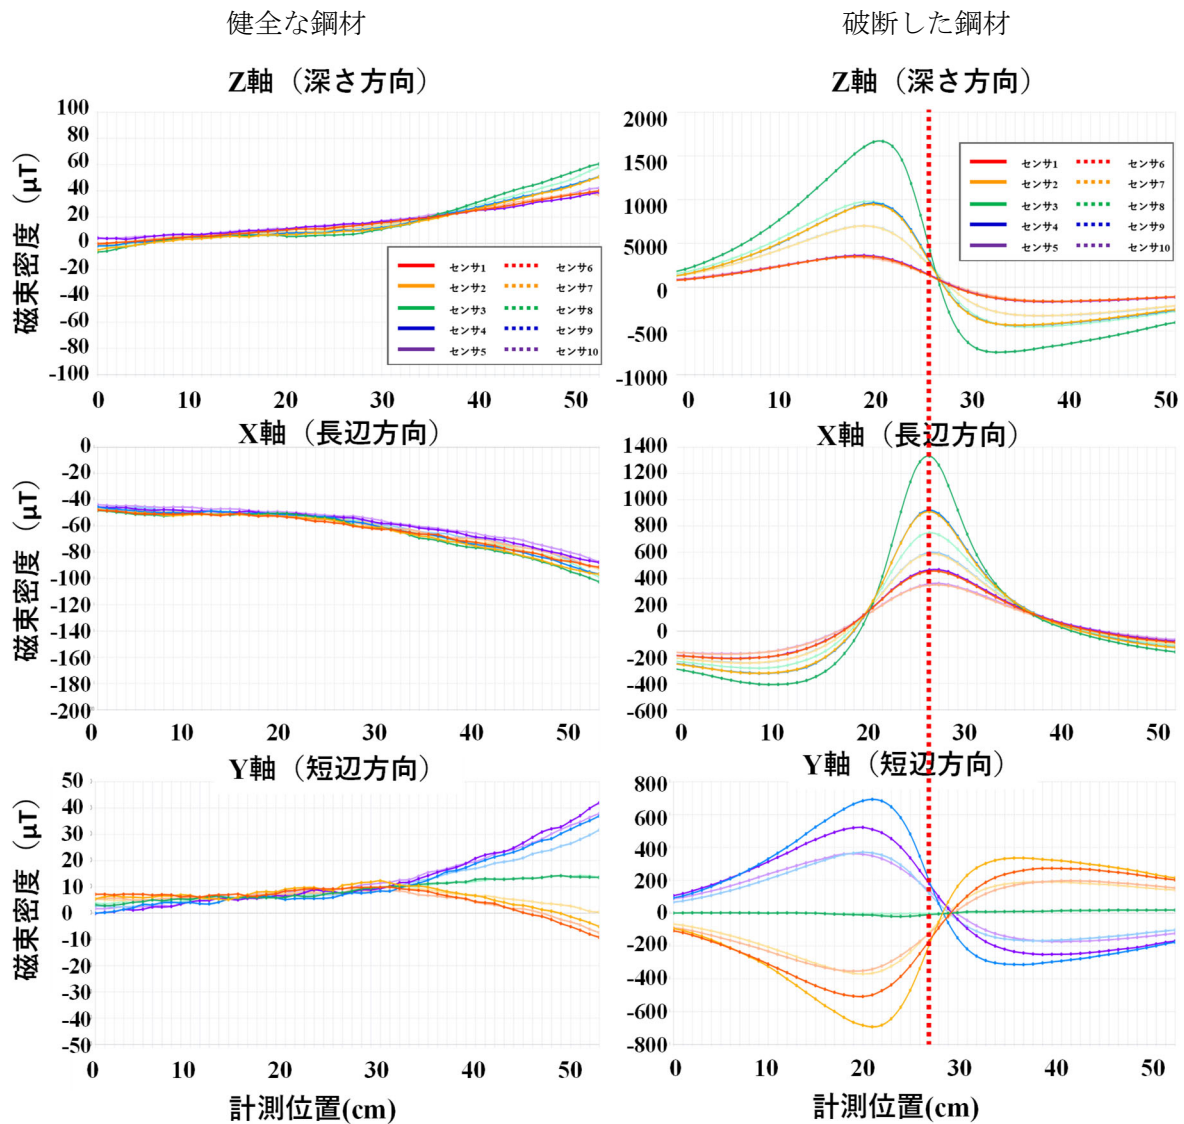 健全な鋼材
破断した鋼材
Z軸（深さ方向）
磁束密度（μT）
100
80
60
40
20
0
-20
-40
-60
-80
-100
センサ1 センサ6
センサ2 センサ7
センサ3 センサ8
センサ4 センサ9
センサ5 センサ10
0 10 20 30 40 50
Z軸（深さ方向）
2000
1500
1000
5000
0
-500
-1000
センサ1 センサ6
センサ2 センサ7
センサ3 センサ8
センサ4 センサ9
センサ5 センサ10
0 10 20 30 40 50
X軸（長辺方向）
磁束密度（μT）
0
-20
-40
-60
-80
-100
-120
-140
-160
-180
-200
0 10 20 30 40 50
X軸（長辺方向）
1400
1200
1000
800
600
400
200
0
-200
-400
-600
0 10 20 30 40 50
Y軸（短辺方向）
磁束密度（μT）
50
40
30
20
10
0
-10
-20
-30
-40
-50
0 10 20 30 40 50
計測位置(cm)
Y軸（短辺方向）
800
600
400
200
0
-200
-400
-600
-800
0 10 20 30 40 50
計測位置(cm)